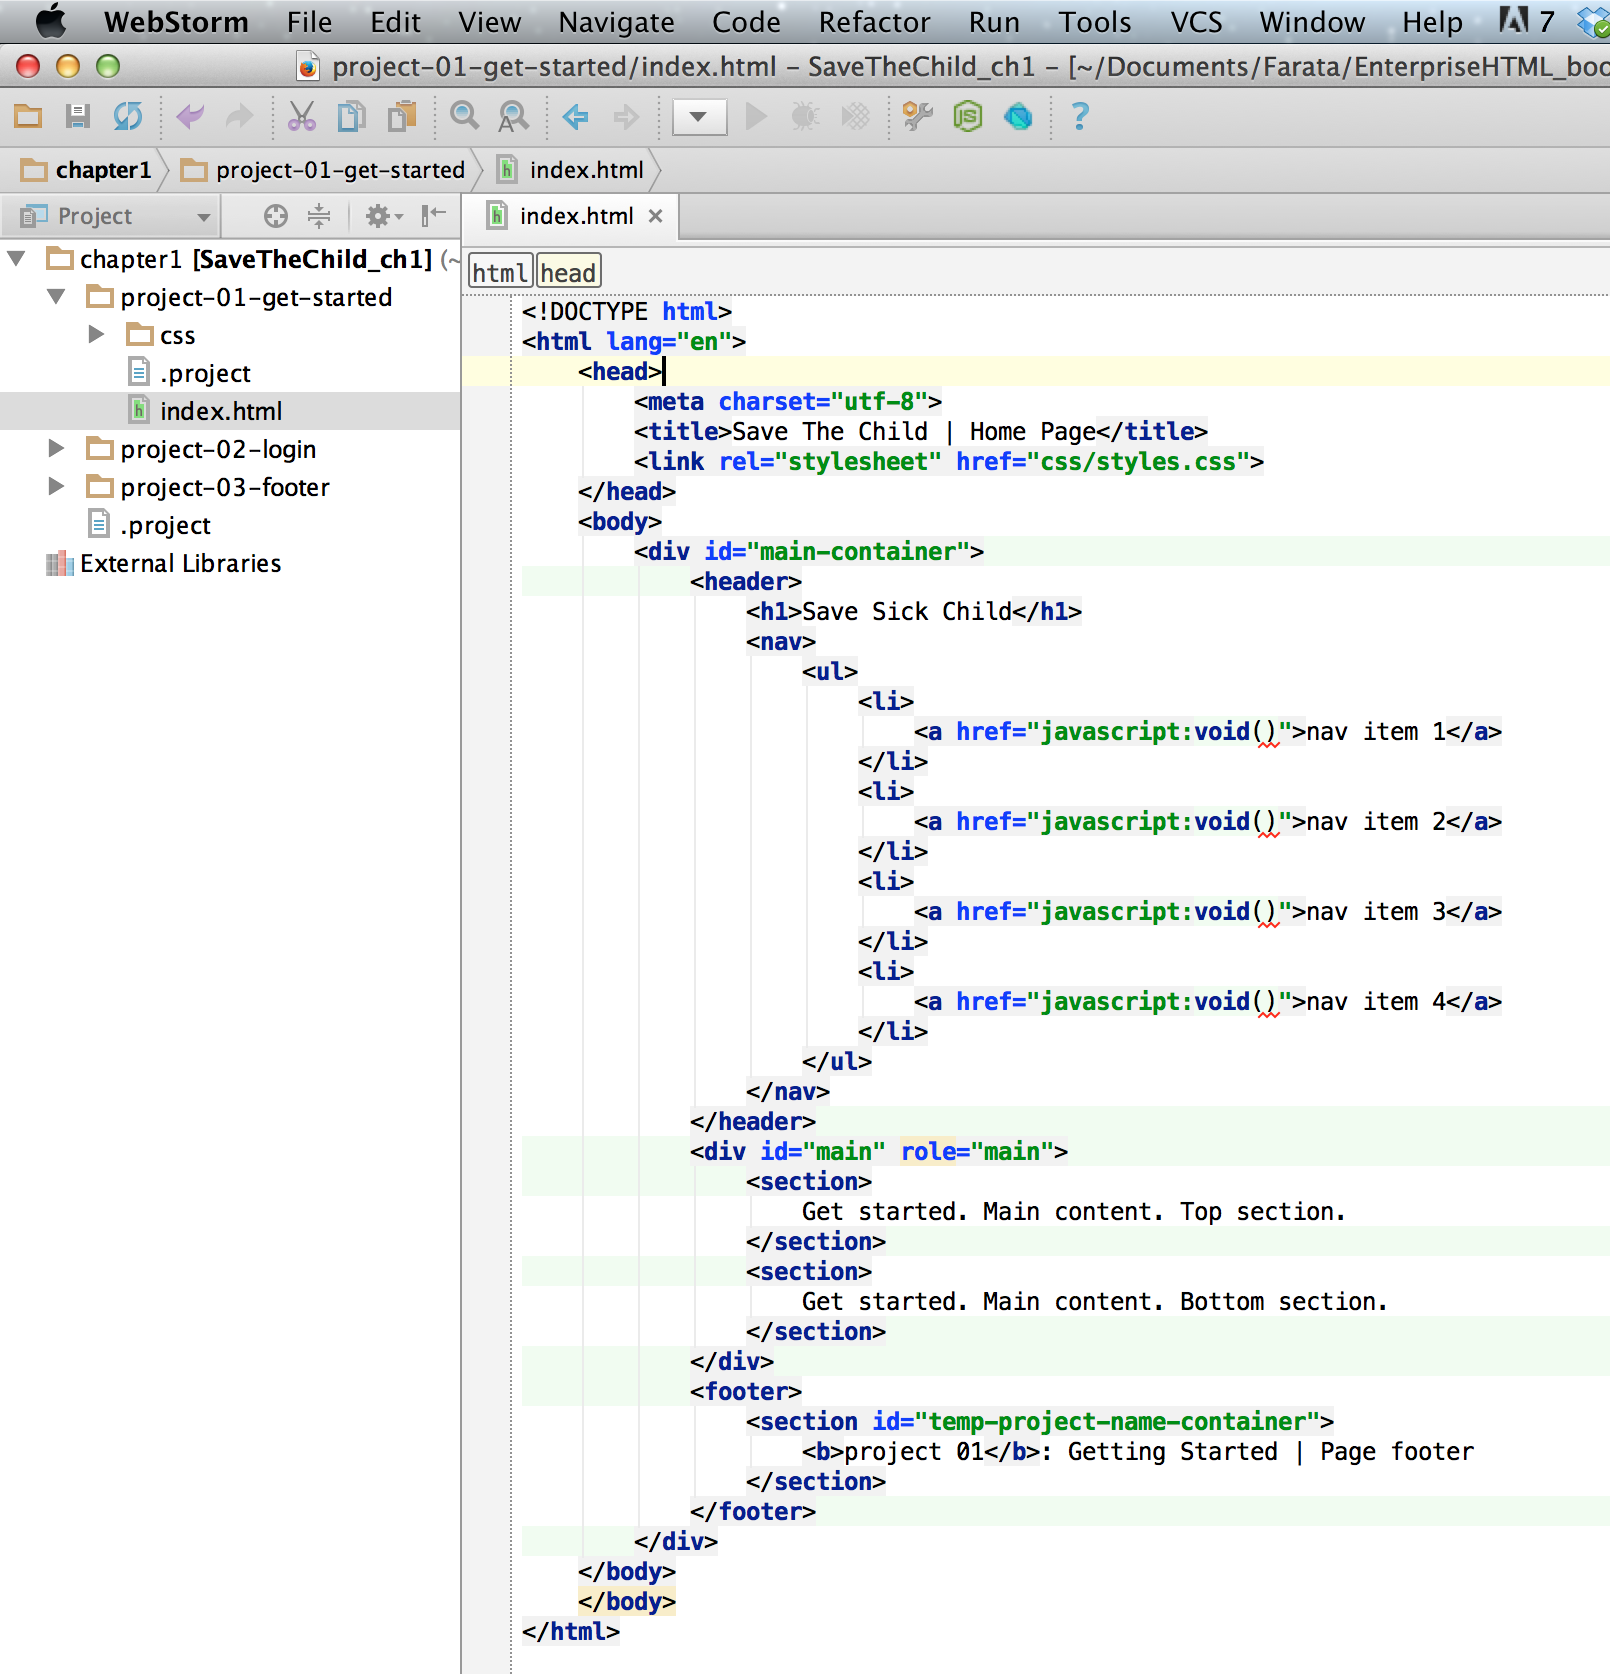 WebStorm File Edit View Navigate Code Refactor Run Tools VCS Window Help 7
project-01-get-started/index.html – SaveTheChild_ch1 – [~/Documents/Farata/EnterpriseHTML_boo
?
chapter1 project-01-get-started index.html
Project
index.html
chapter1 [SaveTheChild_ch1] (~
project-01-get-started
css
.project
index.html
project-02-login
project-03-footer
.project
External Libraries
html head
<!DOCTYPE html>
<html lang="en">
<head>
<meta charset="utf-8">
<title>Save The Child | Home Page</title>
<link rel="stylesheet" href="css/styles.css">
</head>
<body>
<div id="main-container">
<header>
<h1>Save Sick Child</h1>
<nav>
<ul>
<li>
<a href="javascript:void()">nav item 1</a>
</li>
<li>
<a href="javascript:void()">nav item 2</a>
</li>
<li>
<a href="javascript:void()">nav item 3</a>
</li>
<li>
<a href="javascript:void()">nav item 4</a>
</li>
</ul>
</nav>
</header>
<div id="main" role="main">
<section>
Get started. Main content. Top section.
</section>
<section>
Get started. Main content. Bottom section.
</section>
</div>
<footer>
<section id="temp-project-name-container">
<b>project 01</b>: Getting Started | Page footer
</section>
</footer>
</div>
</body>
</body>
</html>